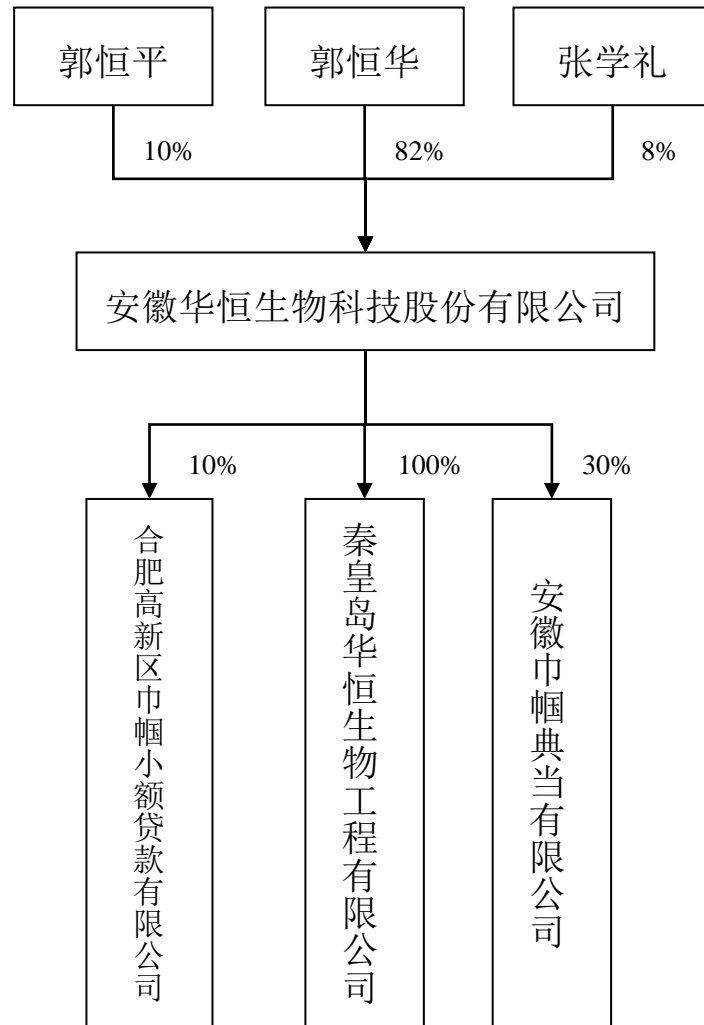 郭恒平
郭恒华
张学礼
10%
82%
8%
安徽华恒生物科技股份有限公司
10%
100%
30%
合肥高新区巾帼小额贷款有限公司
秦皇岛华恒生物工程有限公司
安徽巾帼典当有限公司